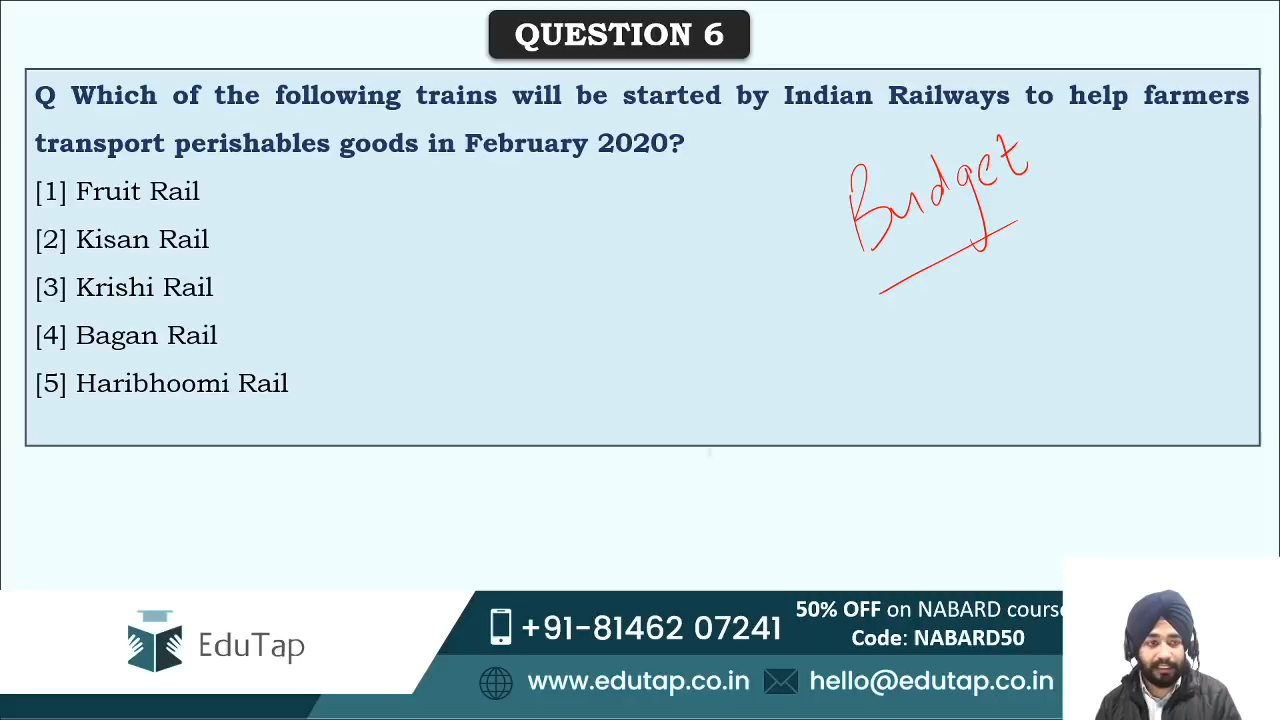 QUESTION 6
Q Which of the following trains will be started by Indian Railways to help farmers
transport perishables goods in February 2020?
[1] Fruit Rail
[2] Kisan Rail
[3] Krishi Rail
[4] Bagan Rail
[5] Haribhoomi Rail
Budget
EduTap
+91-81462 07241
50% OFF on NABARD course
Code: NABARD50
www.edutap.co.in
hello@edutap.co.in